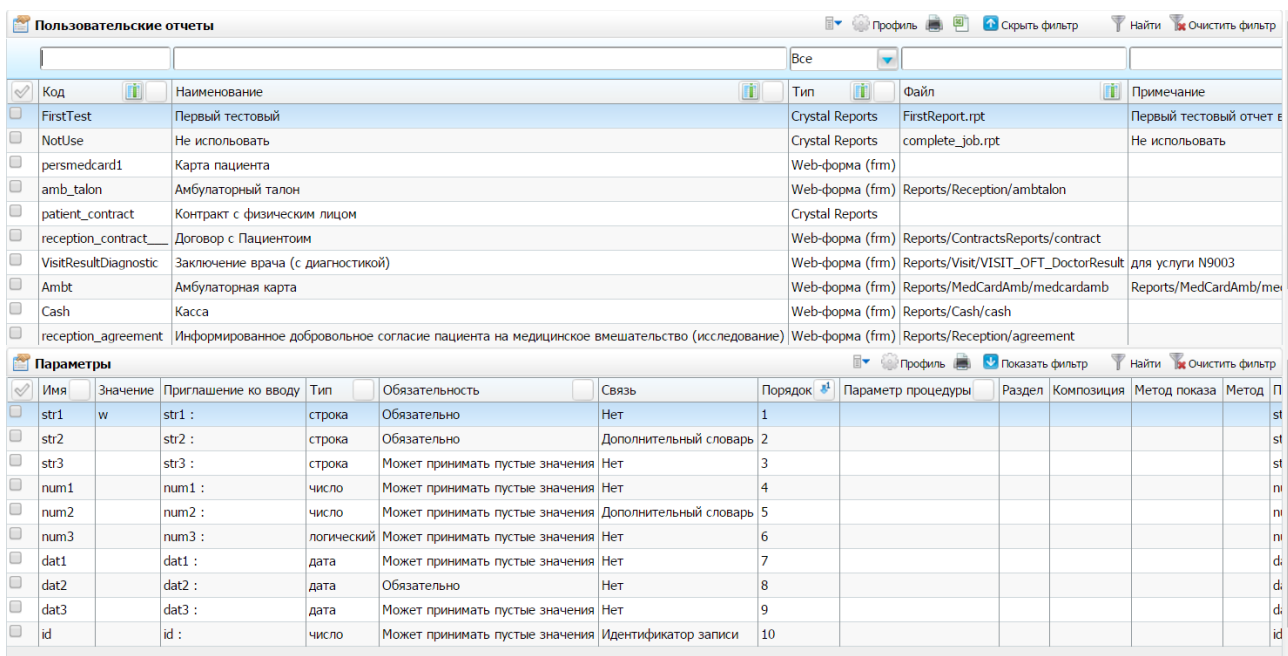 Пользовательские отчеты Профиль Скрыть фильтр Найти Очистить фильтр
Все
Код Наименование Тип Файл Примечание
FirstTest Первый тестовый Crystal Reports FirstReport.rpt Первый тестовый отчет в
NotUse Не использовать Crystal Reports complete_job.rpt Не использовать
persmedcard1 Карта пациента Web-форма (frm)
amb_talon Амбулаторный талон Web-форма (frm) Reports/Reception/ambtalon
patient_contract Контракт с физическим лицом Crystal Reports
reception_contract___ Договор с Пациентоим Web-форма (frm) Reports/ContractsReports/contract
VisitResultDiagnostic Заключение врача (с диагностикой) Web-форма (frm) Reports/Visit/VISIT_OFT_DoctorResult для услуги N9003
Ambt Амбулаторная карта Web-форма (frm) Reports/MedCardAmb/medcardamb Reports/MedCardAmb/me
Cash Касса Web-форма (frm) Reports/Cash/cash
reception_agreement Информированное добровольное согласие пациента на медицинское вмешательство (исследование) Web-форма (frm) Reports/Reception/agreement
Параметры Профиль Показать фильтр Найти Очистить фильтр
Имя Значение Приглашение ко вводу Тип Обязательность Связь Порядок 1 Параметр процедуры Раздел Композиция Метод показа Метод П
str1 w str1 : строка Обязательно Нет 1 st
str2 str2 : строка Обязательно Дополнительный словарь 2 st
str3 str3 : строка Может принимать пустые значения Нет 3 st
num1 num1 : число Может принимать пустые значения Нет 4 n
num2 num2 : число Может принимать пустые значения Дополнительный словарь 5 n
num3 num3 : логический Может принимать пустые значения Нет 6 n
dat1 dat1 : дата Может принимать пустые значения Нет 7 d
dat2 dat2 : дата Обязательно Нет 8 d
dat3 dat3 : дата Может принимать пустые значения Нет 9 d
id id : число Может принимать пустые значения Идентификатор записи 10 id